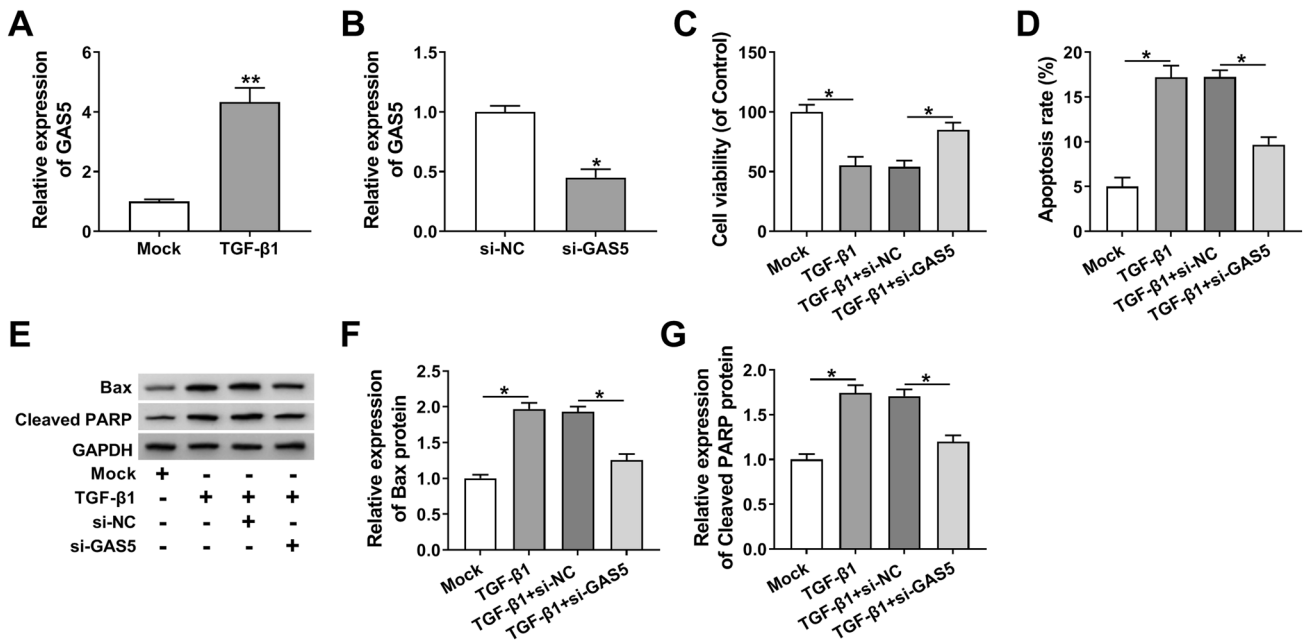 A
Relative expression
of GAS5
6
4
2
0
**
Mock
TGF-β1
B
Relative expression
of GAS5
1.5
1.0
0.5
0.0
*
si-NC
si-GAS5
C
Cell viability (of Control)
150
100
50
0
*
*
Mock
TGF-β1
TGF-β1+si-NC
TGF-β1+si-GAS5
D
Apoptosis rate (%)
20
15
10
5
0
*
*
Mock
TGF-β1
TGF-β1+si-NC
TGF-β1+si-GAS5
E
Bax
Cleaved PARP
GAPDH
Mock + - - -
TGF-β1 - + + +
si-NC - - + -
si-GAS5 - - - +
F
Relative expression
of Bax protein
2.5
2.0
1.5
1.0
0.5
0.0
*
*
Mock
TGF-β1
TGF-β1+si-NC
TGF-β1+si-GAS5
G
Relative expression
of Cleaved PARP protein
2.0
1.5
1.0
0.5
0.0
*
*
Mock
TGF-β1
TGF-β1+si-NC
TGF-β1+si-GAS5